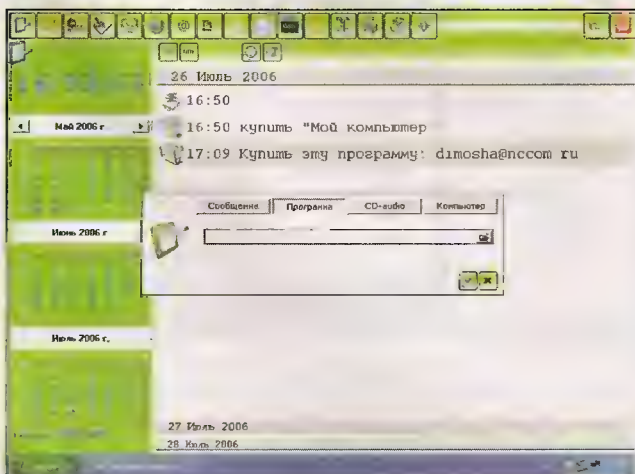 26 Июль 2006
16:50
Май 2006 г
16:50 купить "Мой компьютер
17:09 Купить эту программу: dimosha@nccom ru
Сообщение Программа CD-audio Компьютер
Июнь 2006 г
Июль 2006 г.
27 Июль 2006
28 Июль 2006